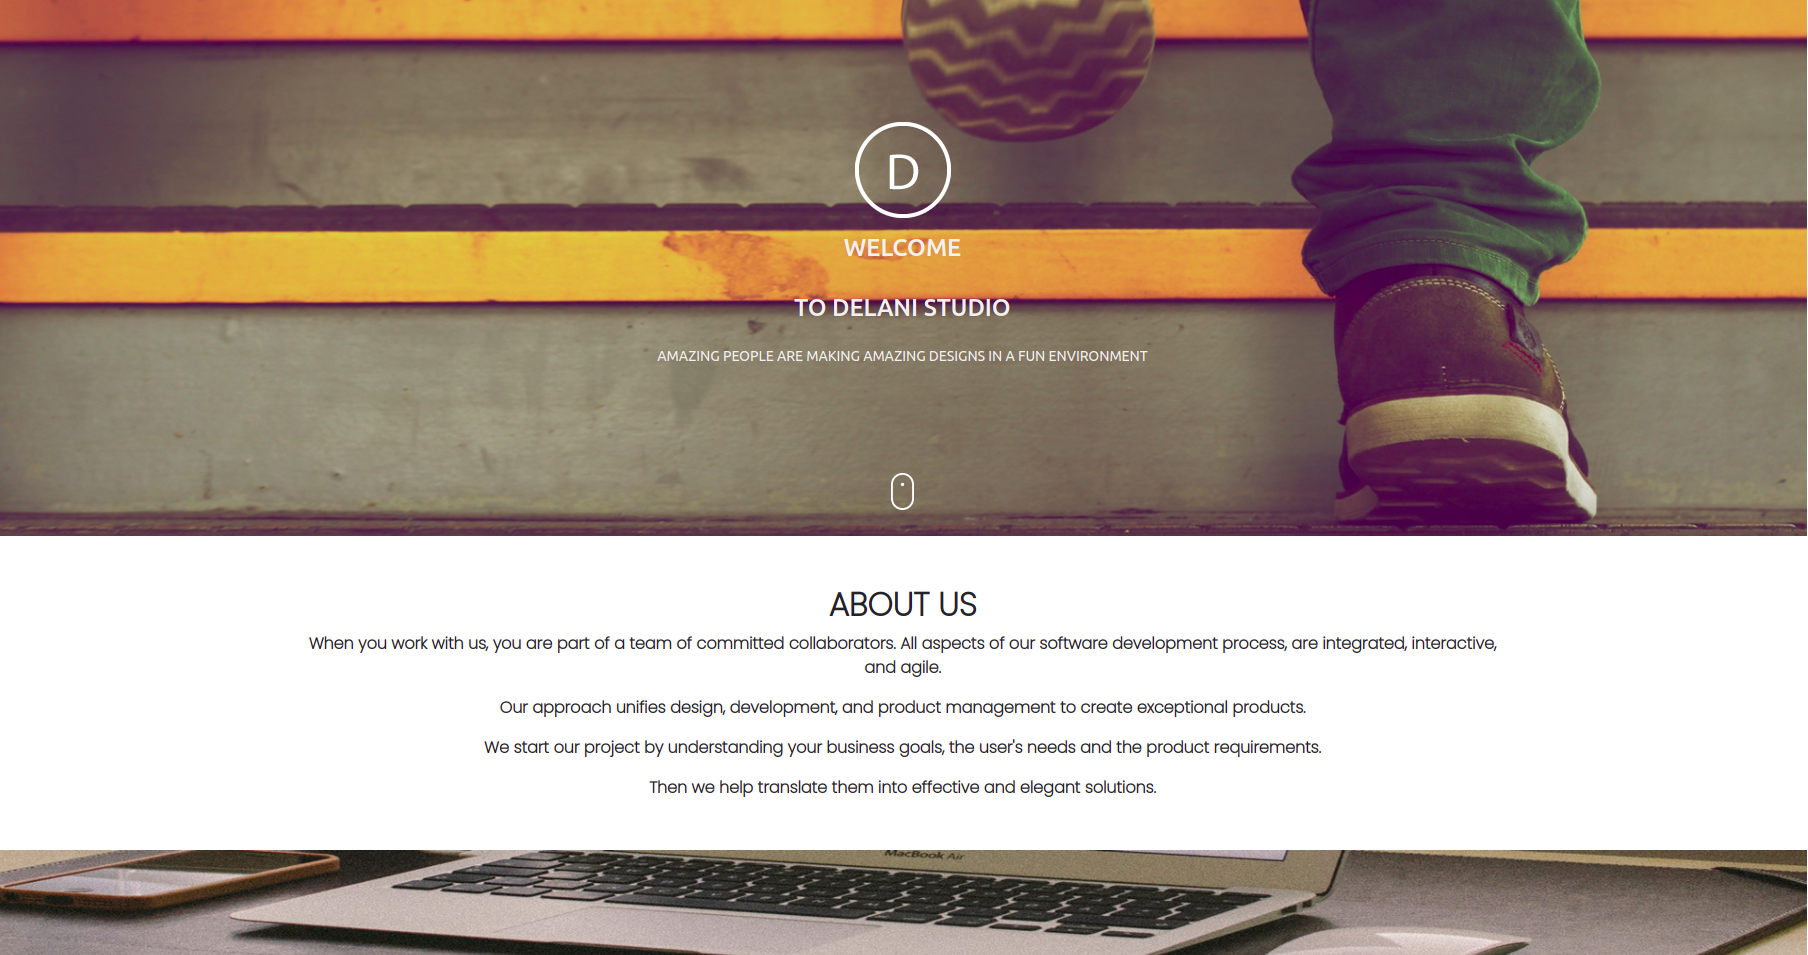 D
WELCOME
TO DELANI STUDIO
AMAZING PEOPLE ARE MAKING AMAZING DESIGNS IN A FUN ENVIRONMENT
ABOUT US
When you work with us, you are part of a team of committed collaborators. All aspects of our software development process, are integrated, interactive,
and agile.
Our approach unifies design, development, and product management to create exceptional products.
We start our project by understanding your business goals, the user's needs and the product requirements.
Then we help translate them into effective and elegant solutions.
MacBook Air